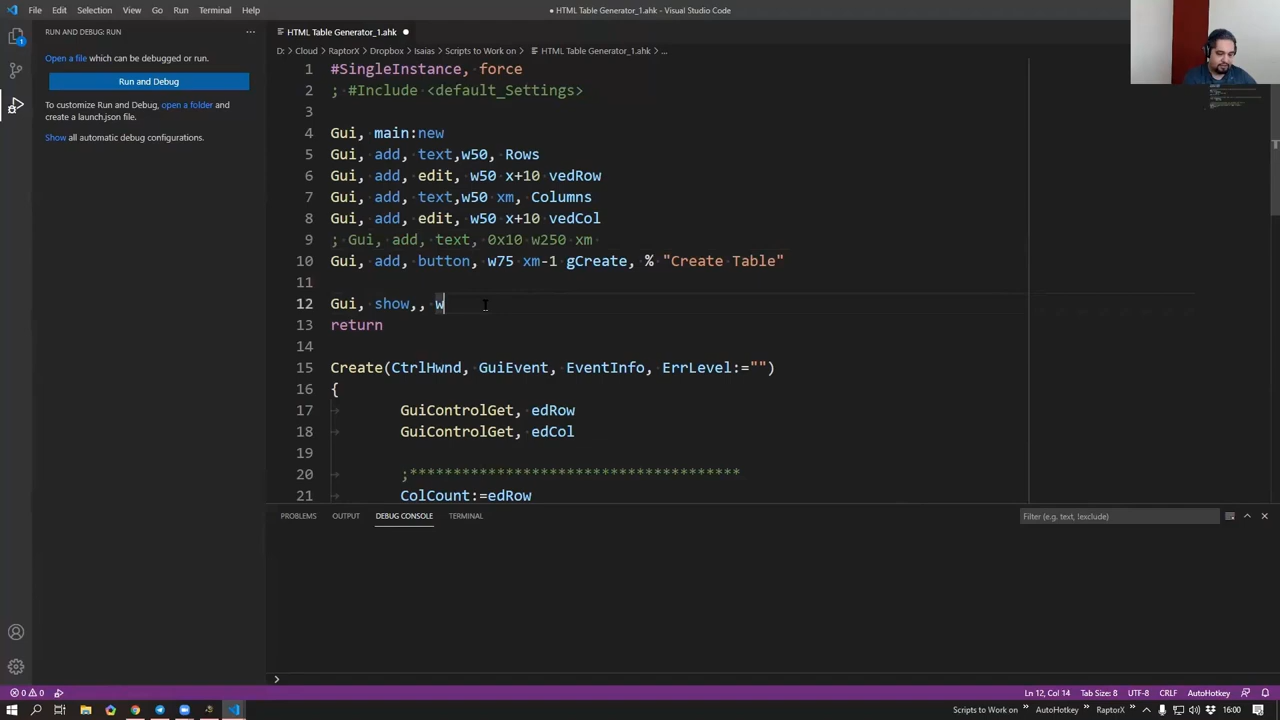 File Edit Selection View Go Run Terminal Help
● HTML Table Generator_1.ahk - Visual Studio Code
RUN AND DEBUG: RUN
Open a file which can be debugged or run.
Run and Debug
To customize Run and Debug, open a folder and
create a launch.json file.
Show all automatic debug configurations.
HTML Table Generator_1.ahk
D: > Cloud > RaptorX > Dropbox > Isaias > Scripts to Work on > HTML Table Generator_1.ahk > ...
1 #SingleInstance, force
2 ; #Include <default_Settings>
3
4 Gui, main:new
5 Gui, add, text,w50, Rows
6 Gui, add, edit, w50 x+10 vedRow
7 Gui, add, text,w50 xm, Columns
8 Gui, add, edit, w50 x+10 vedCol
9 ; Gui, add, text, 0x10 w250 xm
10 Gui, add, button, w75 xm-1 gCreate, % "Create Table"
11
12 Gui, show,, w
13 return
14
15 Create(CtrlHwnd, GuiEvent, EventInfo, ErrLevel:="")
16 {
17 GuiControlGet, edRow
18 GuiControlGet, edCol
19
20 ;*************************************
21 ColCount:=edRow
PROBLEMS OUTPUT DEBUG CONSOLE TERMINAL
Filter (e.g. text, !exclude)
0 0
Ln 12, Col 14 Tab Size: 8 UTF-8 CRLF AutoHotkey
Scripts to Work on AutoHotkey RaptorX 16:00